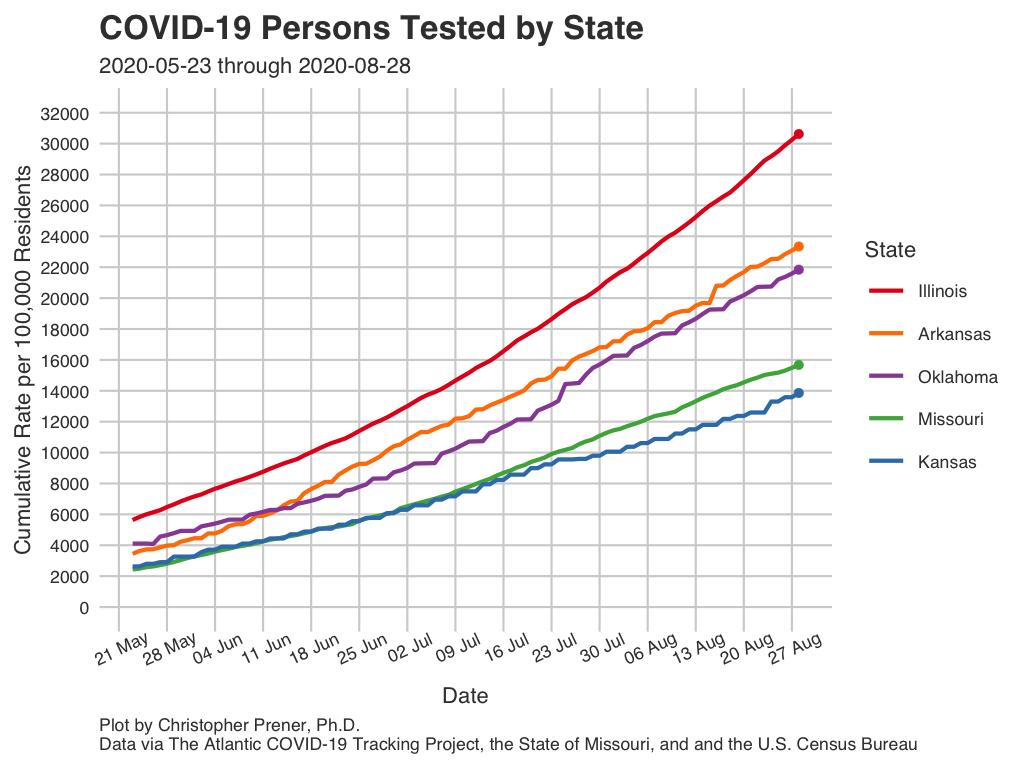 COVID-19 Persons Tested by State
2020-05-23 through 2020-08-28
Cumulative Rate per 100,000 Residents
32000
30000
28000
26000
24000
22000
20000
18000
16000
14000
12000
10000
8000
6000
4000
2000
0
21 May
28 May
04 Jun
11 Jun
18 Jun
25 Jun
02 Jul
09 Jul
16 Jul
23 Jul
30 Jul
06 Aug
13 Aug
20 Aug
27 Aug
Date
State
Illinois
Arkansas
Oklahoma
Missouri
Kansas
Plot by Christopher Prener, Ph.D.
Data via The Atlantic COVID-19 Tracking Project, the State of Missouri, and and the U.S. Census Bureau